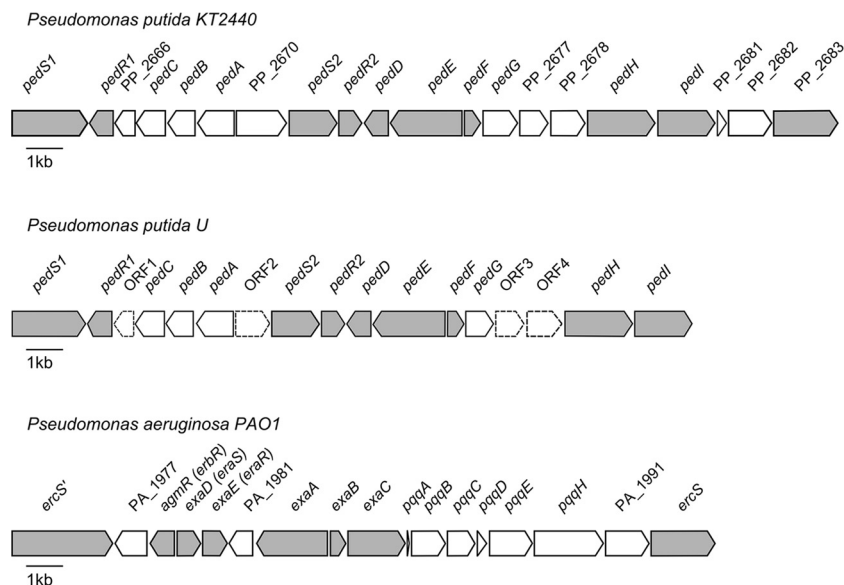 Pseudomonas putida KT2440
pedS1 pedR1 PP_2666 pedC pedB pedA PP_2670 pedS2 pedR2 pedD pedE pedF pedG PP_2677 PP_2678 pedH pedI PP_2681 PP_2682 PP_2683
1kb
Pseudomonas putida U
pedS1 pedR1 ORF1 pedC pedB pedA ORF2 pedS2 pedR2 pedD pedE pedF pedG ORF3 ORF4 pedH pedI
1kb
Pseudomonas aeruginosa PAO1
ercS' PA_1977 agmR (erbR) exaD (eraS) exaE (eraR) PA_1981 exaA exaB exaC pqqA pqqB pqqC pqqD pqqE pqqH PA_1991 ercS
1kb